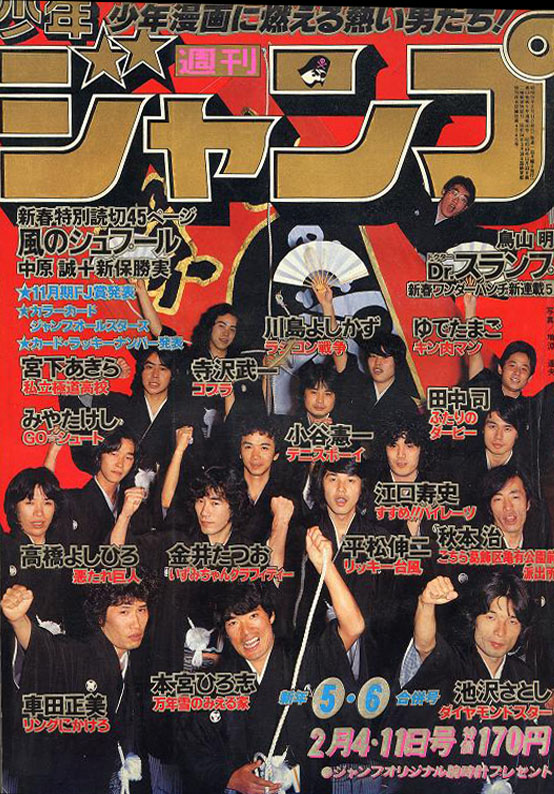 少年
少年漫画に燃える熱い男たち!
週刊
ジャンプ
新春特別読切45ページ
風のシュプール
中原 誠＋新保勝実
★11月期FJ賞発表
★カラーカード
ジャンプオールスターズ
★カード・ラッキーナンバー発表
鳥山 明
ドクター
Dr.スランプ
新春ワンダーパンチ新連載5
川島よしかず
ラジコン戦争
ゆでたまご
キン肉マン
宮下あきら
私立極道高校
寺沢武一
コブラ
田中 司
ふたりの
ダービー
みやたけし
GO☆シュート
小谷憲一
テニスボーイ
江口寿史
すすめ!!パイレーツ
高橋よしひろ
悪たれ巨人
金井たつお
いずみちゃんグラフィティー
平松伸二
リッキー台風
秋本治
こちら葛飾区亀有公園前
派出所
車田正美
リングにかけろ
本宮ひろ志
万年雪のみえる家
池沢さとし
ダイヤモンドスター
新年5・6合併号
2月4・11日号 特価170円
●ジャンプオリジナル腕時計プレゼント